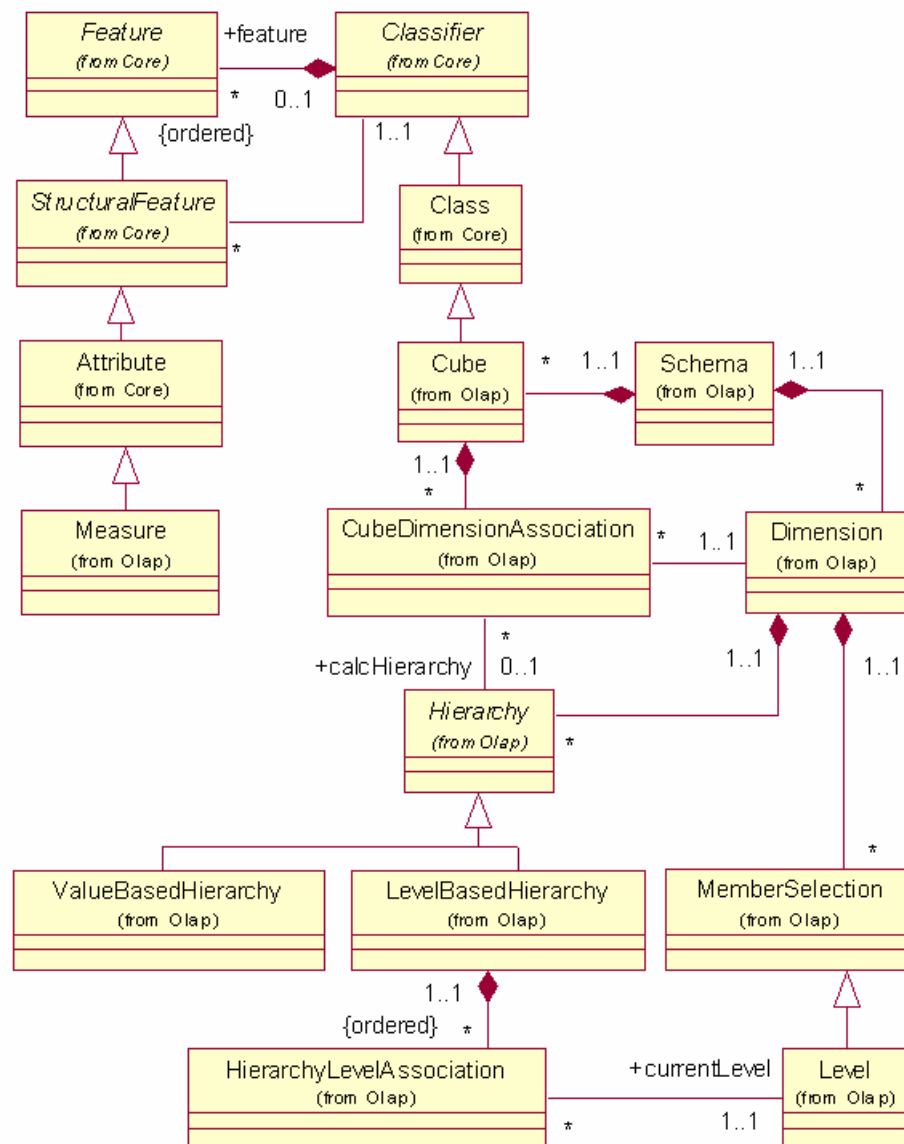 Feature
(from Core)
+feature
Classifier
(from Core)
*
0..1
{ordered}
1..1
StructuralFeature
(from Core)
*
Class
(from Core)
Attribute
(from Core)
Cube
(from Olap)
*
1..1
Schema
(from Olap)
1..1
1..1
*
*
Measure
(from Olap)
CubeDimensionAssociation
(from Olap)
*
1..1
Dimension
(from Olap)
*
+calcHierarchy
0..1
1..1
1..1
Hierarchy
(from Olap)
*
*
ValueBasedHierarchy
(from Olap)
LevelBasedHierarchy
(from Olap)
MemberSelection
(from Olap)
1..1
{ordered}
*
HierarchyLevelAssociation
(from Olap)
+currentLevel
Level
(from Olap)
*
1..1